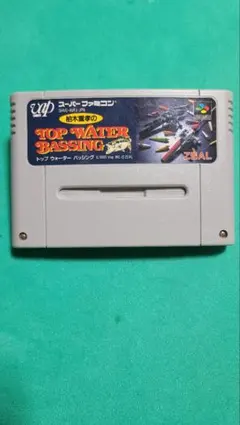 vap
スーパーファミコン
柏木重孝の
TOP WATER
BASSING
トップ ウォーター バッシング
ZEAL